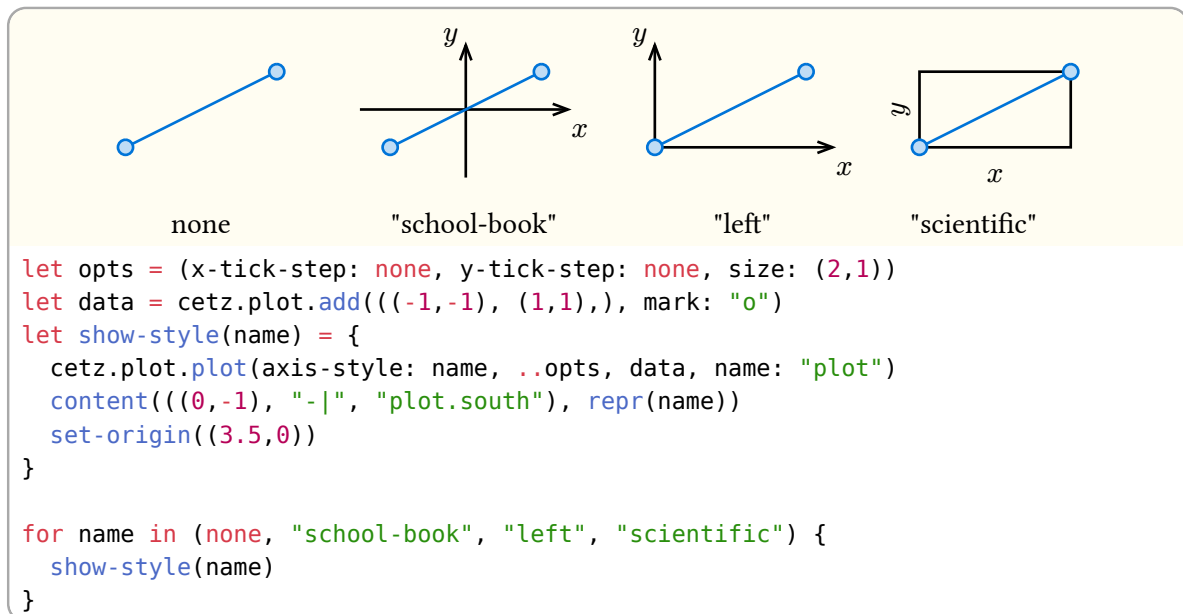 y y
x x y x
none "school-book" "left" "scientific"
let opts = (x-tick-step: none, y-tick-step: none, size: (2,1))
let data = cetz.plot.add(((-1,-1), (1,1),), mark: "o")
let show-style(name) = {
  cetz.plot.plot(axis-style: name, ..opts, data, name: "plot")
  content(((0,-1), "-|", "plot.south"), repr(name))
  set-origin((3.5,0))
}

for name in (none, "school-book", "left", "scientific") {
  show-style(name)
}